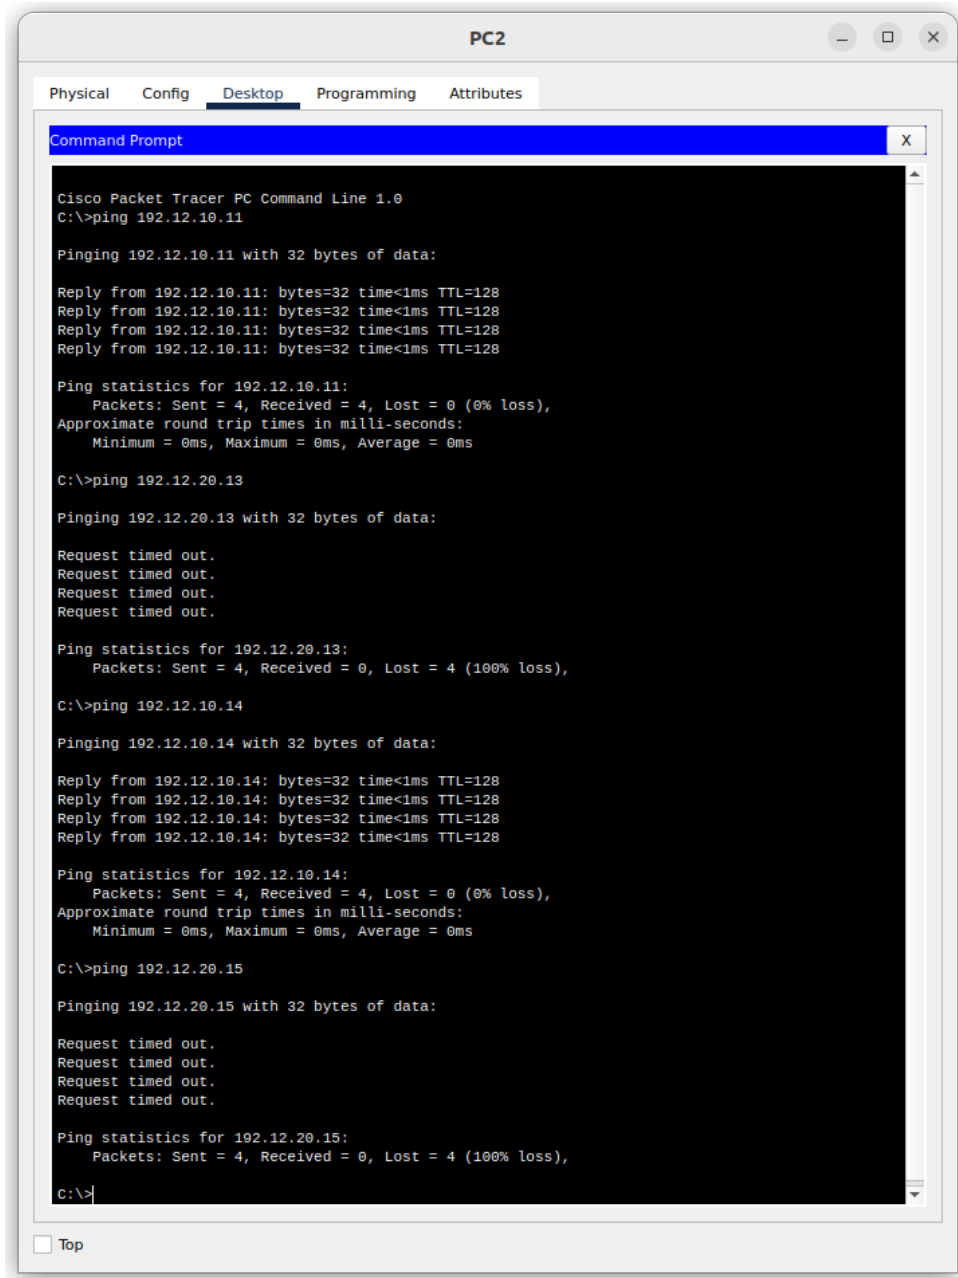 PC2
Physical Config Desktop Programming Attributes
Command Prompt X
Cisco Packet Tracer PC Command Line 1.0
C:\>ping 192.12.10.11
Pinging 192.12.10.11 with 32 bytes of data:
Reply from 192.12.10.11: bytes=32 time<1ms TTL=128
Reply from 192.12.10.11: bytes=32 time<1ms TTL=128
Reply from 192.12.10.11: bytes=32 time<1ms TTL=128
Reply from 192.12.10.11: bytes=32 time<1ms TTL=128
Ping statistics for 192.12.10.11:
Packets: Sent = 4, Received = 4, Lost = 0 (0% loss),
Approximate round trip times in milli-seconds:
Minimum = 0ms, Maximum = 0ms, Average = 0ms
C:\>ping 192.12.20.13
Pinging 192.12.20.13 with 32 bytes of data:
Request timed out.
Request timed out.
Request timed out.
Request timed out.
Ping statistics for 192.12.20.13:
Packets: Sent = 4, Received = 0, Lost = 4 (100% loss),
C:\>ping 192.12.10.14
Pinging 192.12.10.14 with 32 bytes of data:
Reply from 192.12.10.14: bytes=32 time<1ms TTL=128
Reply from 192.12.10.14: bytes=32 time<1ms TTL=128
Reply from 192.12.10.14: bytes=32 time<1ms TTL=128
Reply from 192.12.10.14: bytes=32 time<1ms TTL=128
Ping statistics for 192.12.10.14:
Packets: Sent = 4, Received = 4, Lost = 0 (0% loss),
Approximate round trip times in milli-seconds:
Minimum = 0ms, Maximum = 0ms, Average = 0ms
C:\>ping 192.12.20.15
Pinging 192.12.20.15 with 32 bytes of data:
Request timed out.
Request timed out.
Request timed out.
Request timed out.
Ping statistics for 192.12.20.15:
Packets: Sent = 4, Received = 0, Lost = 4 (100% loss),
C:\>
Top